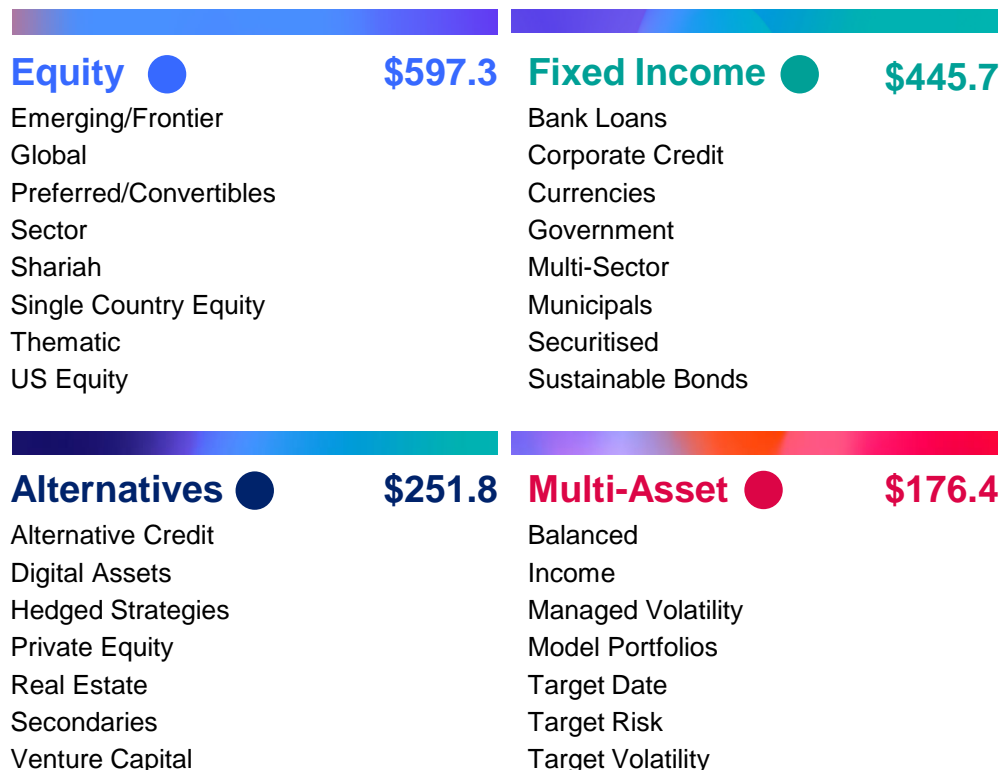 Equity $597.3
Emerging/Frontier
Global
Preferred/Convertibles
Sector
Shariah
Single Country Equity
Thematic
US Equity
Fixed Income $445.7
Bank Loans
Corporate Credit
Currencies
Government
Multi-Sector
Municipals
Securitised
Sustainable Bonds
Alternatives $251.8
Alternative Credit
Digital Assets
Hedged Strategies
Private Equity
Real Estate
Secondaries
Venture Capital
Multi-Asset $176.4
Balanced
Income
Managed Volatility
Model Portfolios
Target Date
Target Risk
Target Volatility